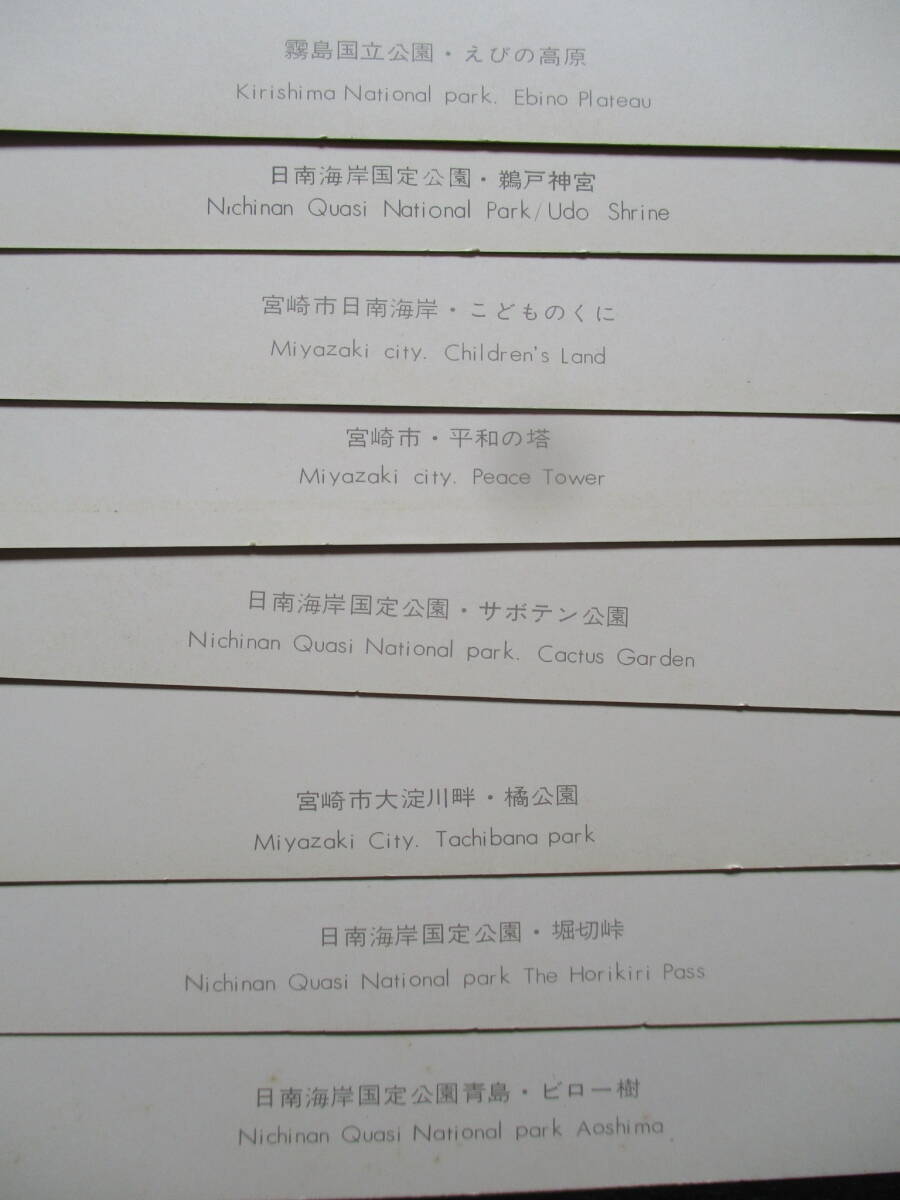 霧島国立公園・えびの高原
Kirishima National park. Ebino Plateau
日南海岸国定公園・鵜戸神宮
Nichinan Quasi National Park/Udo Shrine
宮崎市日南海岸・こどものくに
Miyazaki city. Children's Land
宮崎市・平和の塔
Miyazaki city. Peace Tower
日南海岸国定公園・サボテン公園
Nichinan Quasi National park. Cactus Garden
宮崎市大淀川畔・橘公園
Miyazaki City. Tachibana park
日南海岸国定公園・堀切峠
Nichinan Quasi National park The Horikiri Pass
日南海岸国定公園青島・ビロー樹
Nichinan Quasi National park Aoshima